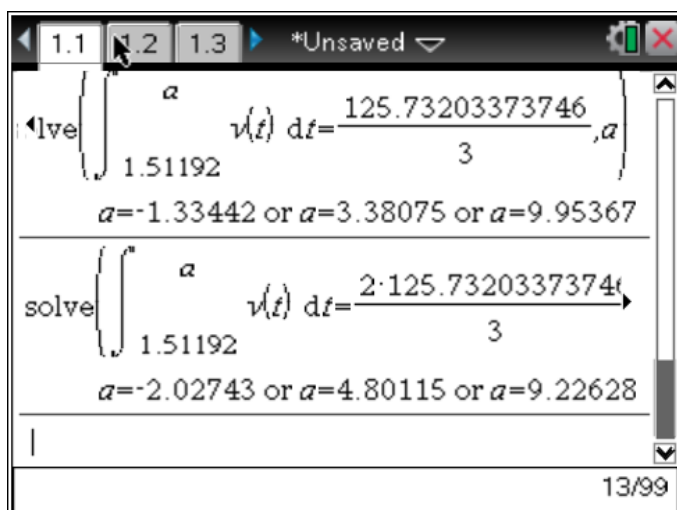 1.1 1.2 1.3 *Unsaved
lve(∫ a 1.51192 v(t) dt=125.73203373746/3,a)
a=-1.33442 or a=3.38075 or a=9.95367
solve(∫ a 1.51192 v(t) dt=2·125.7320337374/3
a=-2.02743 or a=4.80115 or a=9.22628
13/99